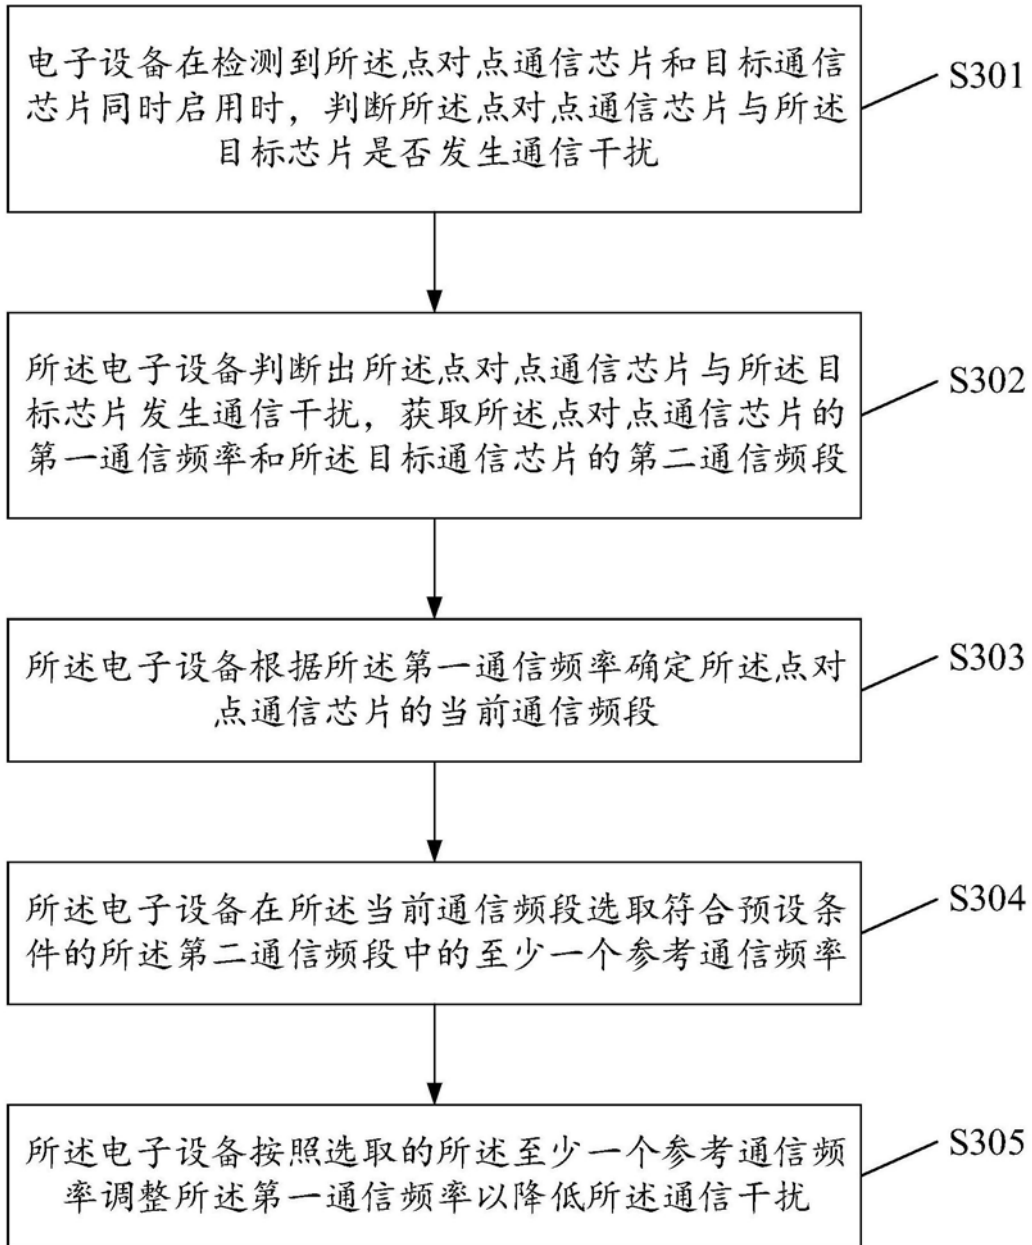 电子设备在检测到所述点对点通信芯片和目标通信
芯片同时启用时，判断所述点对点通信芯片与所述
目标芯片是否发生通信干扰
S301
所述电子设备判断出所述点对点通信芯片与所述目
标芯片发生通信干扰，获取所述点对点通信芯片的
第一通信频率和所述目标通信芯片的第二通信频段
S302
所述电子设备根据所述第一通信频率确定所述点对
点通信芯片的当前通信频段
S303
所述电子设备在所述当前通信频段选取符合预设条
件的所述第二通信频段中的至少一个参考通信频率
S304
所述电子设备按照选取的所述至少一个参考通信频
率调整所述第一通信频率以降低所述通信干扰
S305